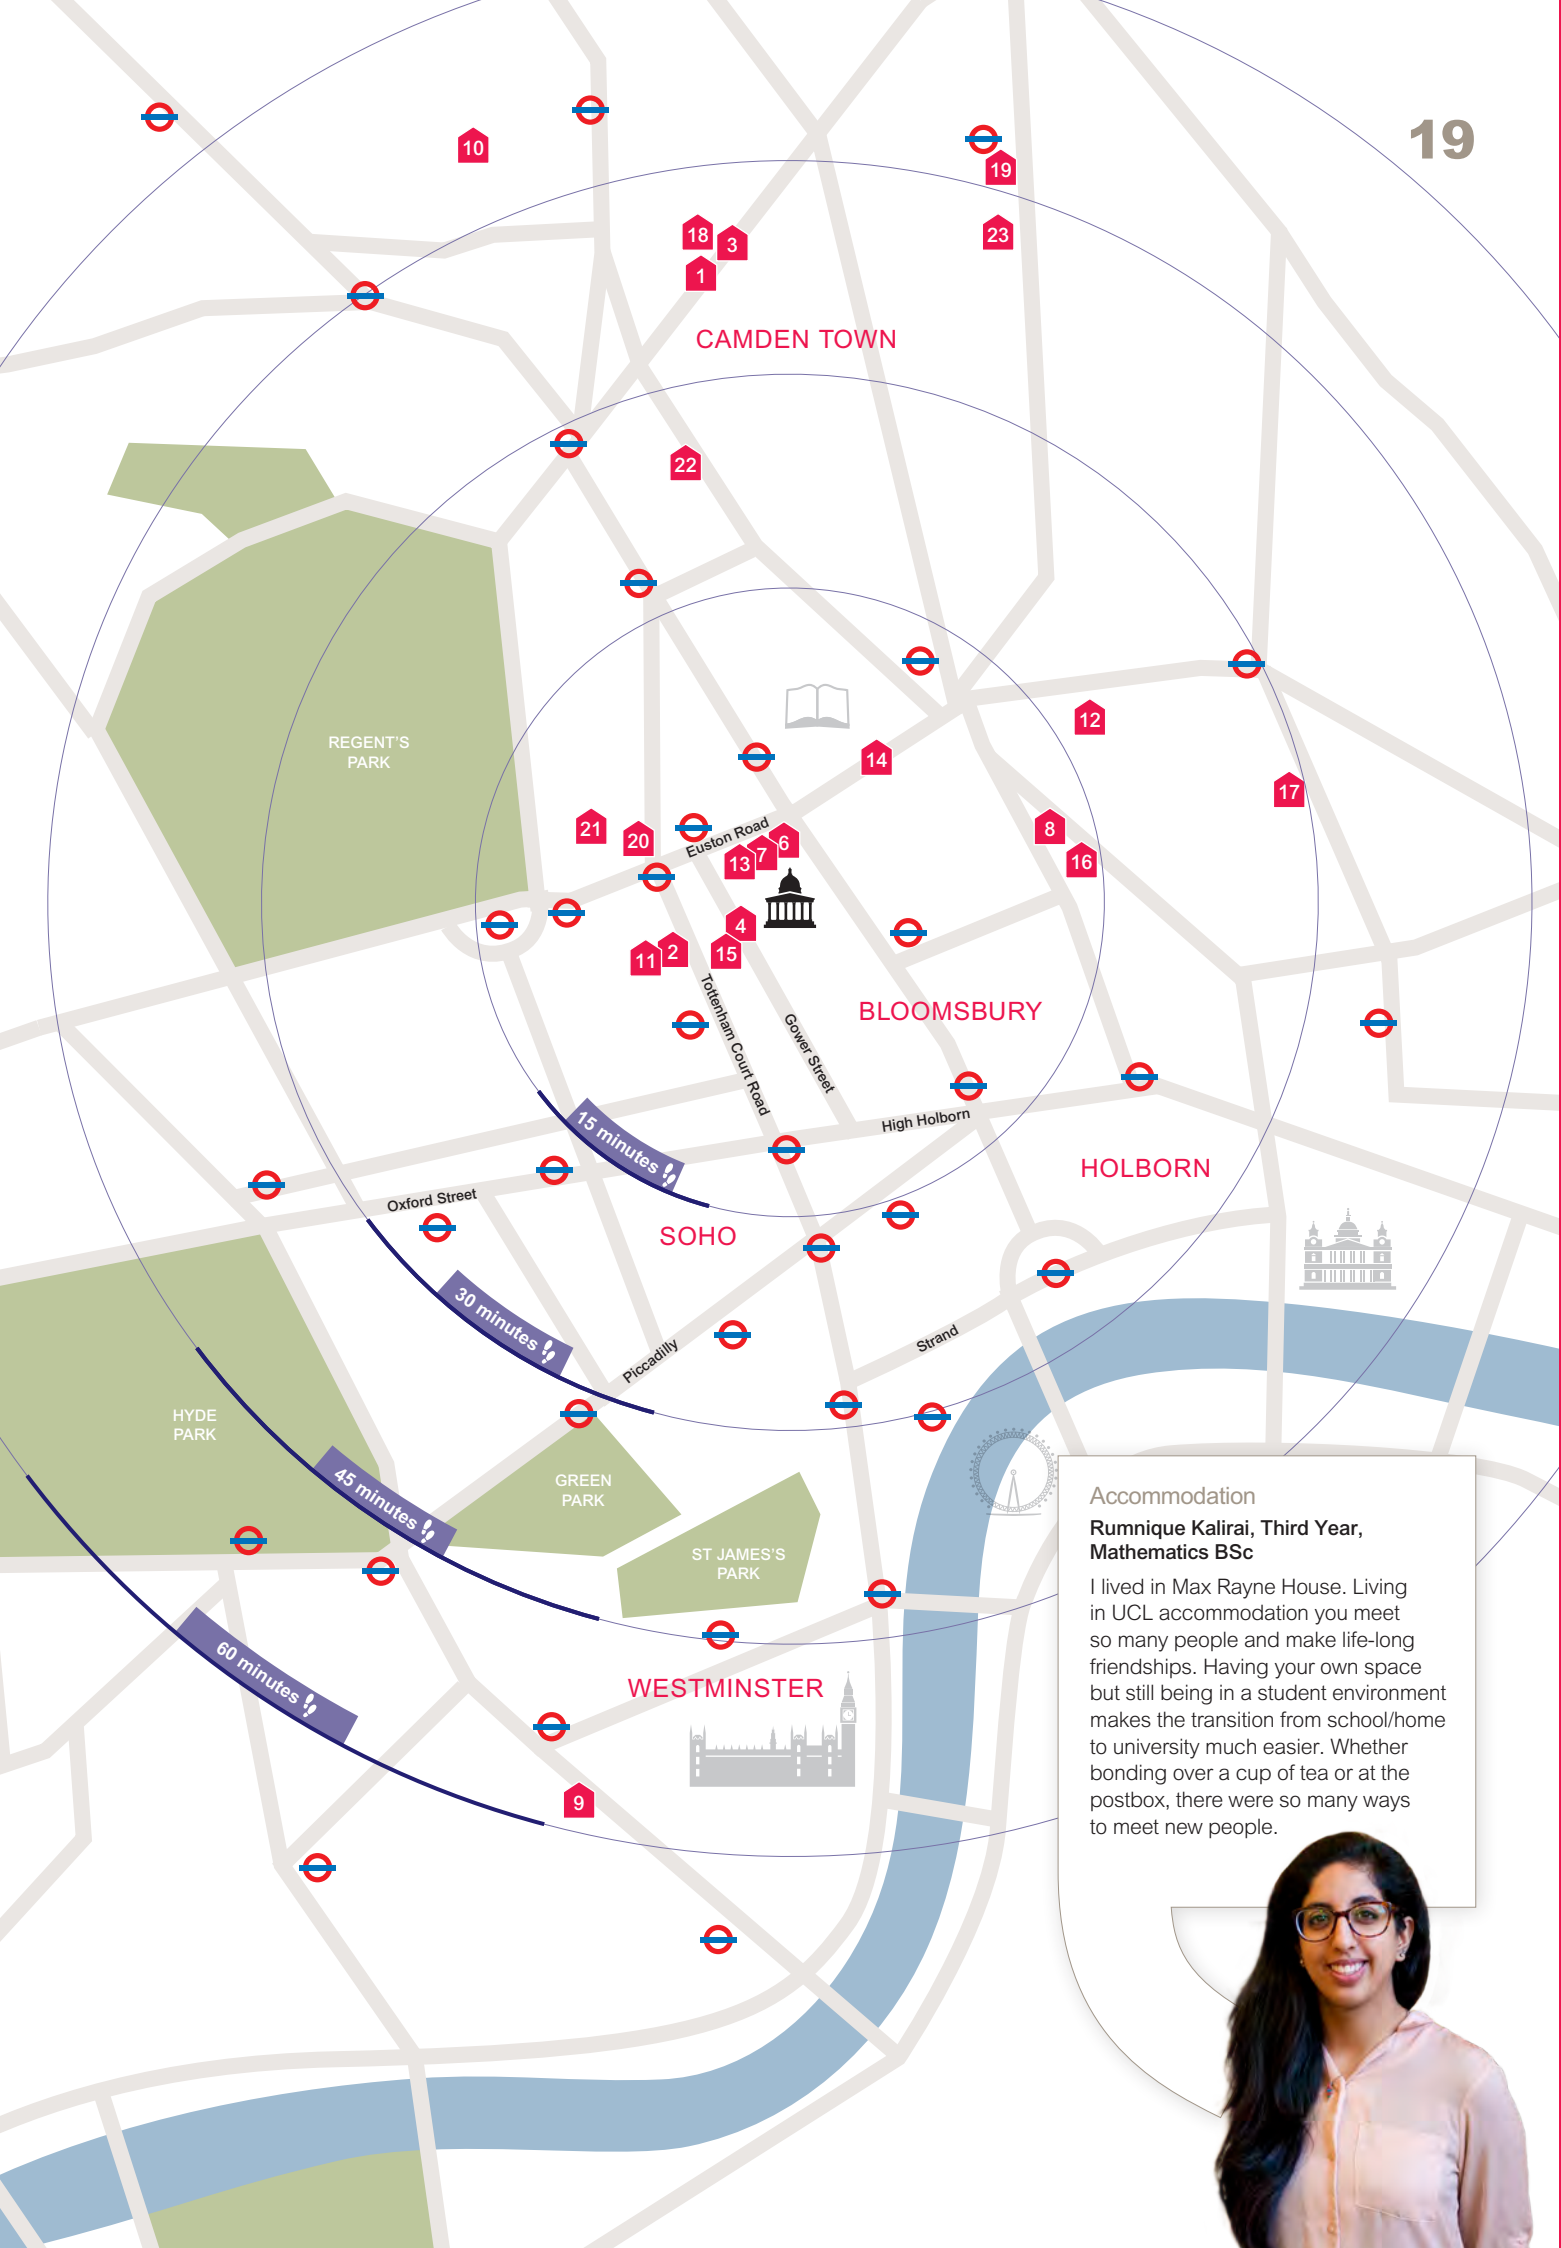 19
10
19
18
3
23
1
CAMDEN TOWN
22
REGENT'S
PARK
12
14
17
21
20
Euston Road
6
7
13
8
16
4
15
2
11
Tottenham Court Road
Gower Street
BLOOMSBURY
15 minutes
High Holborn
HOLBORN
Oxford Street
SOHO
30 minutes
Piccadilly
Strand
HYDE
PARK
45 minutes
GREEN
PARK
ST JAMES'S
PARK
60 minutes
WESTMINSTER
9
Accommodation
Rumnique Kalirai, Third Year,
Mathematics BSc
I lived in Max Rayne House. Living
in UCL accommodation you meet
so many people and make life-long
friendships. Having your own space
but still being in a student environment
makes the transition from school/home
to university much easier. Whether
bonding over a cup of tea or at the
postbox, there were so many ways
to meet new people.